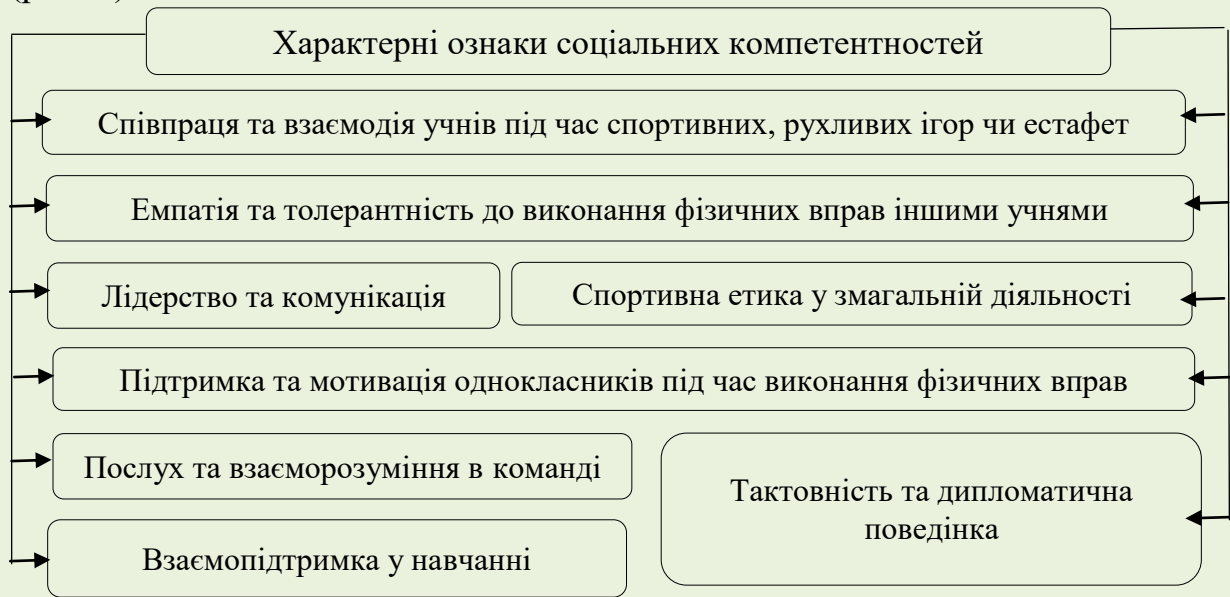 Характерні ознаки соціальних компетентностей
Співпраця та взаємодія учнів під час спортивних, рухливих ігор чи естафет
Емпатія та толерантність до виконання фізичних вправ іншими учнями
Лідерство та комунікація
Спортивна етика у змагальній діяльності
Підтримка та мотивація однокласників під час виконання фізичних вправ
Послух та взаєморозуміння в команді
Тактовність та дипломатична
поведінка
Взаємопідтримка у навчанні